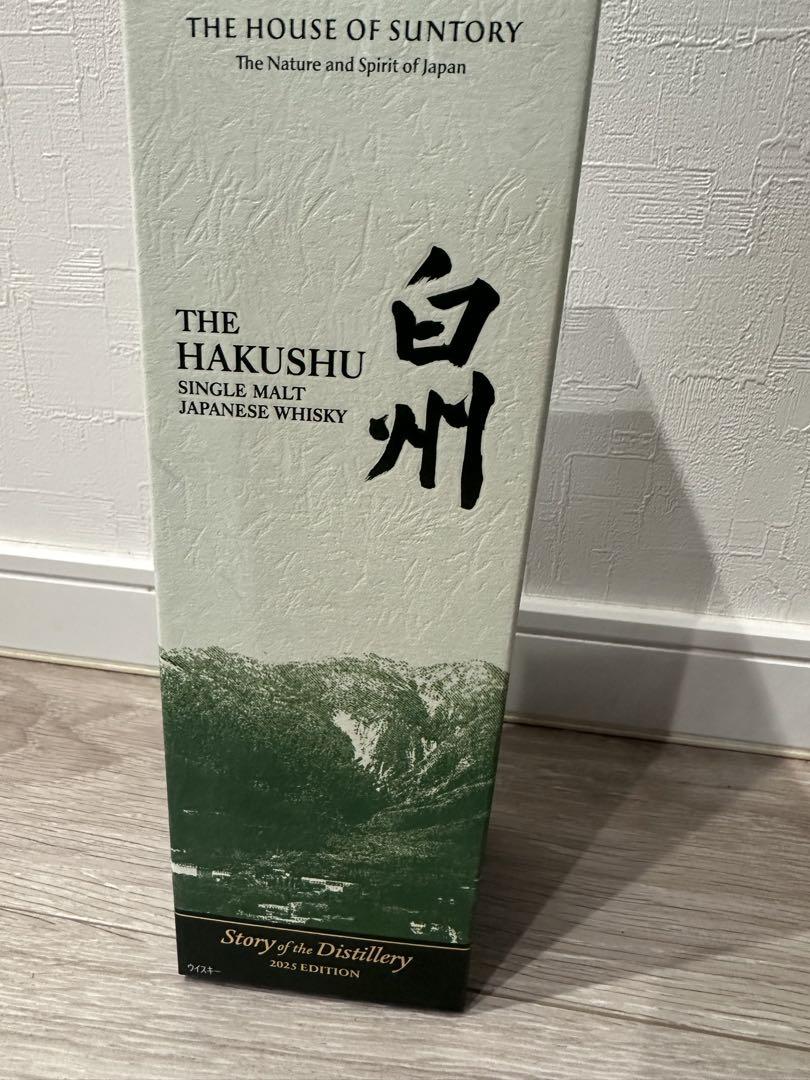 THE HOUSE OF SUNTORY
The Nature and Spirit of Japan
THE
HAKUSHU
SINGLE MALT
JAPANESE WHISKY
白州
Story of the Distillery
2025 EDITION
ウイスキー